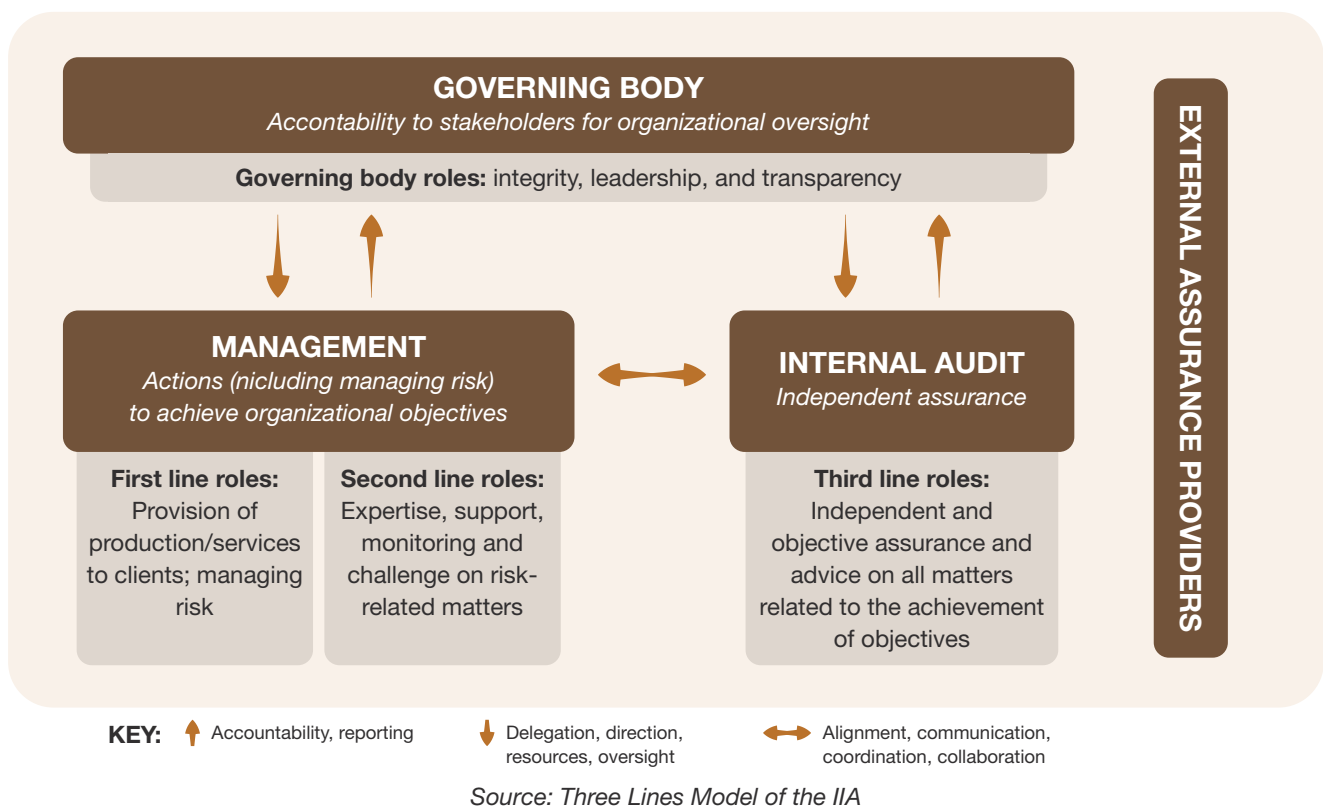 GOVERNING BODY
Accontability to stakeholders for organizational oversight
Governing body roles: integrity, leadership, and transparency
MANAGEMENT
Actions (nicluding managing risk)
to achieve organizational objectives
INTERNAL AUDIT
Independent assurance
First line roles:
Provision of
production/services
to clients; managing
risk
Second line roles:
Expertise, support,
monitoring and
challenge on risk-
related matters
Third line roles:
Independent and
objective assurance and
advice on all matters
related to the achievement
of objectives
EXTERNAL ASSURANCE PROVIDERS
KEY:
Accountability, reporting
Delegation, direction,
resources, oversight
Alignment, communication,
coordination, collaboration
Source: Three Lines Model of the IIA